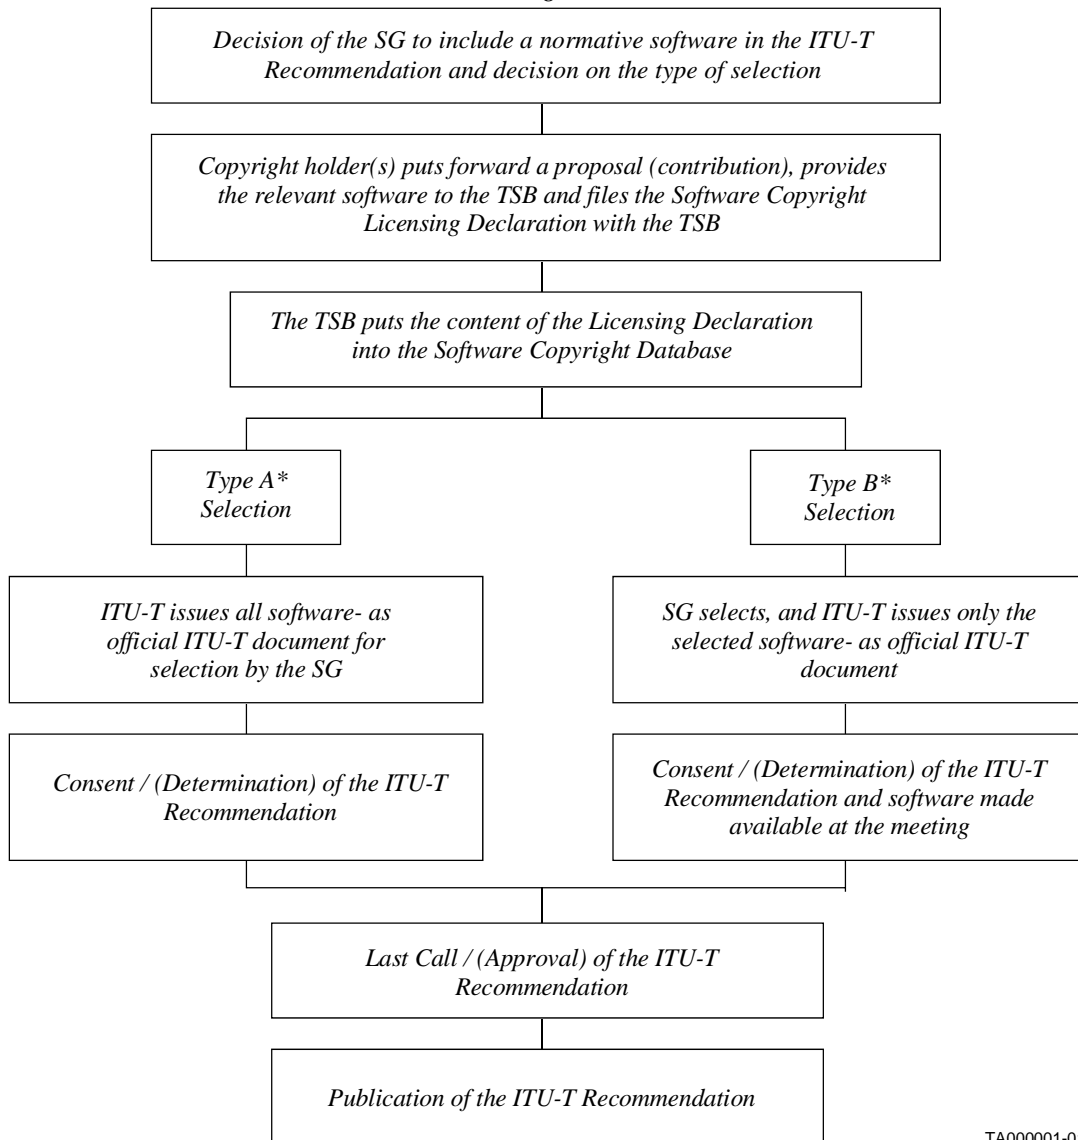 Decision of the SG to include a normative software in the ITU-T
Recommendation and decision on the type of selection
Copyright holder(s) puts forward a proposal (contribution), provides
the relevant software to the TSB and files the Software Copyright
Licensing Declaration with the TSB
The TSB puts the content of the Licensing Declaration
into the Software Copyright Database
Type A*
Selection
Type B*
Selection
ITU-T issues all software- as
official ITU-T document for
selection by the SG
SG selects, and ITU-T issues only the
selected software- as official ITU-T
document
Consent / (Determination) of the ITU-T
Recommendation
Consent / (Determination) of the ITU-T
Recommendation and software made
available at the meeting
Last Call / (Approval) of the ITU-T
Recommendation
Publication of the ITU-T Recommendation
TA000001-0